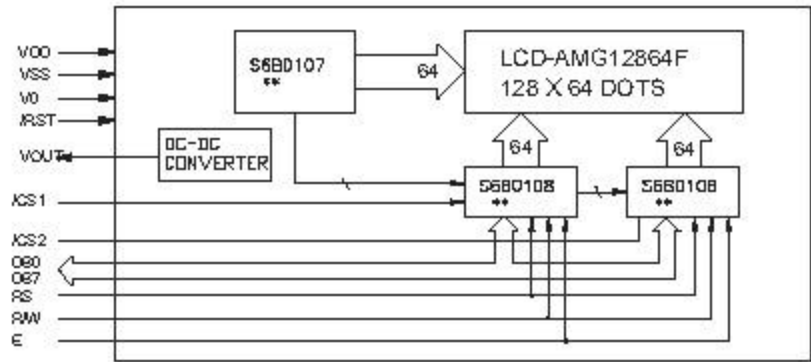 VDD
VSS
V0
/RST
VOUT
/CS1
/CS2
DB0
DB7
RS
R/W
E
S6B0107
**
64
LCD-AMG12864F
128 X 64 DOTS
DC-DC
CONVERTER
64
64
S6B0108
**
S6B0108
**